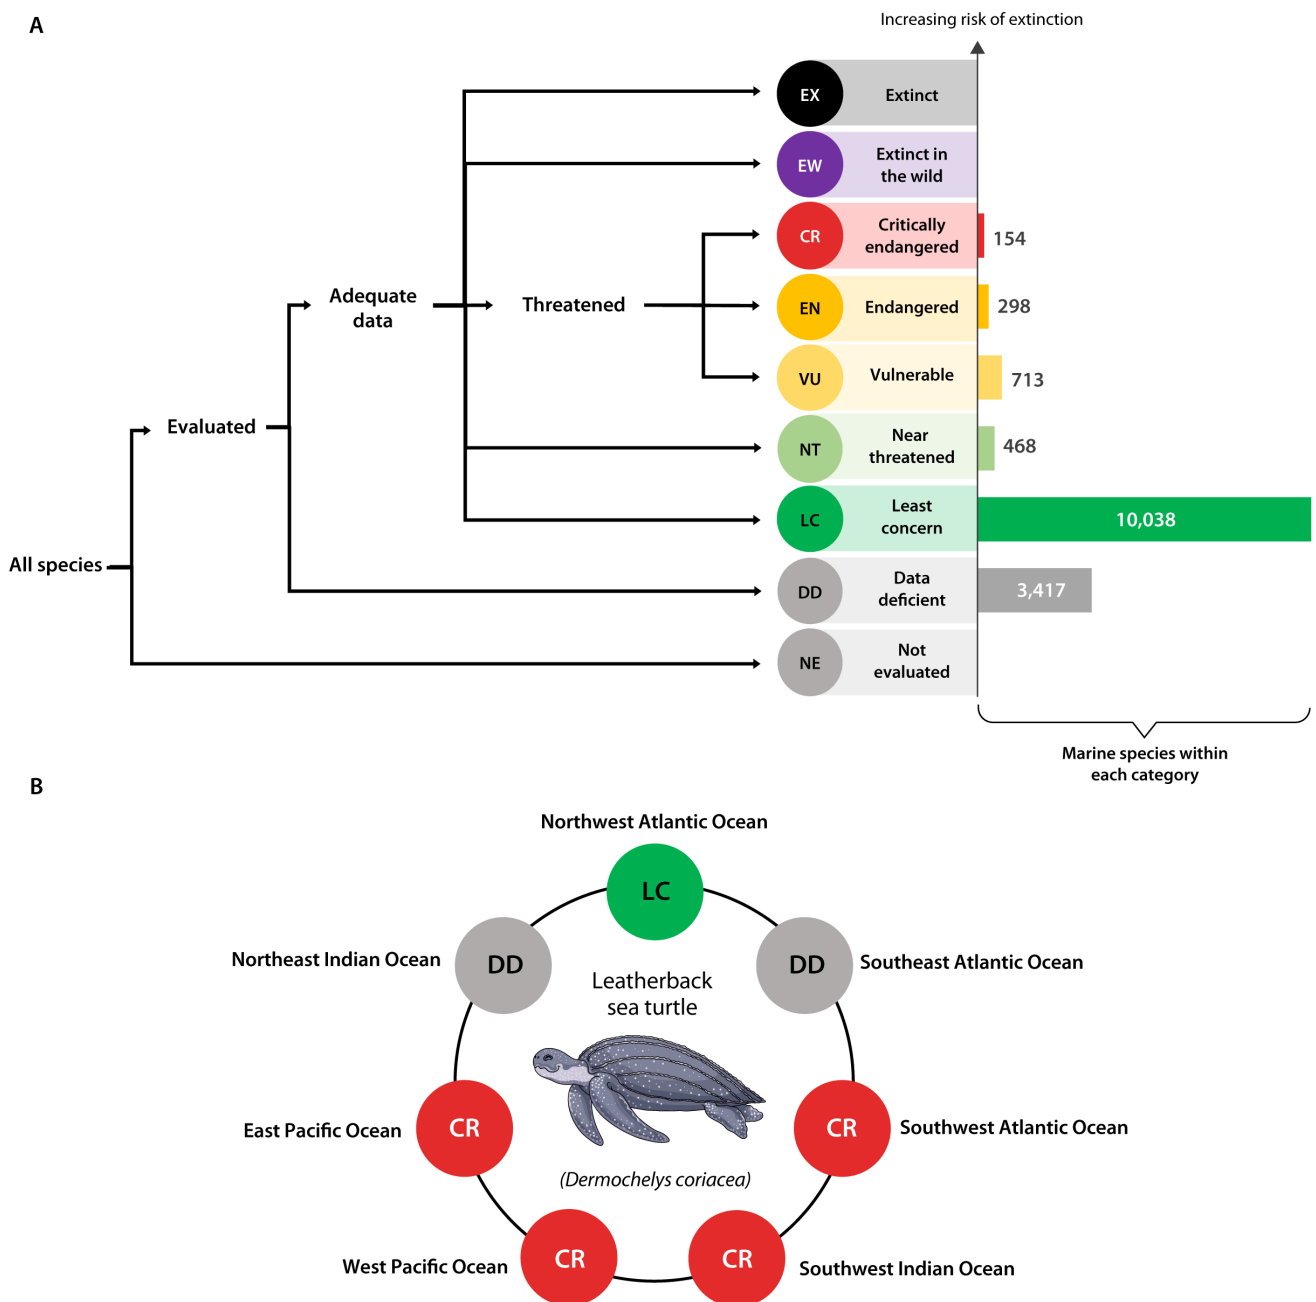 A
Increasing risk of extinction
EX
Extinct
EW
Extinct in
the wild
CR
Critically
endangered
154
Adequate
data
Threatened
EN
Endangered
298
VU
Vulnerable
713
Evaluated
NT
Near
threatened
468
LC
Least
concern
10,038
All species
DD
Data
deficient
3,417
NE
Not
evaluated
Marine species within
each category
B
Northwest Atlantic Ocean
LC
Northeast Indian Ocean
DD
DD
Southeast Atlantic Ocean
Leatherback
sea turtle
East Pacific Ocean
CR
CR
Southwest Atlantic Ocean
(Dermochelys coriacea)
West Pacific Ocean
CR
CR
Southwest Indian Ocean